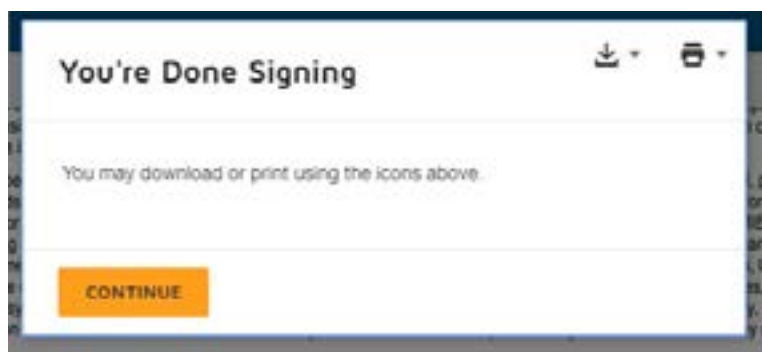 You're Done Signing
You may download or print using the icons above.
CONTINUE